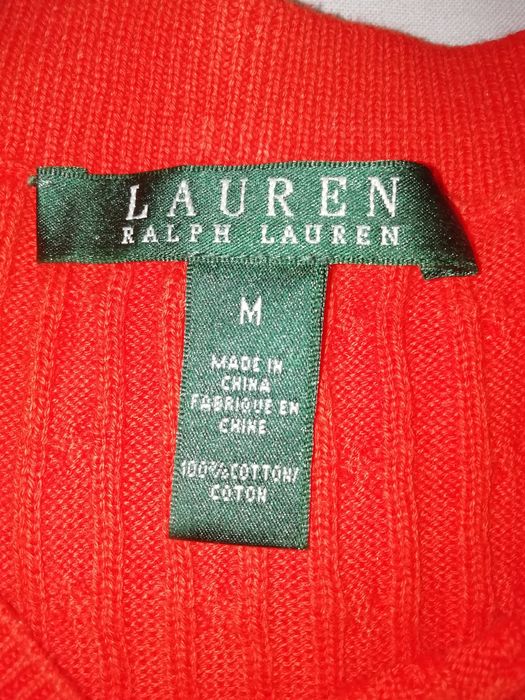 LAUREN
RALPH LAUREN
M
MADE IN
CHINA
FABRIQUE EN
CHINE
100% COTTON/
COTON